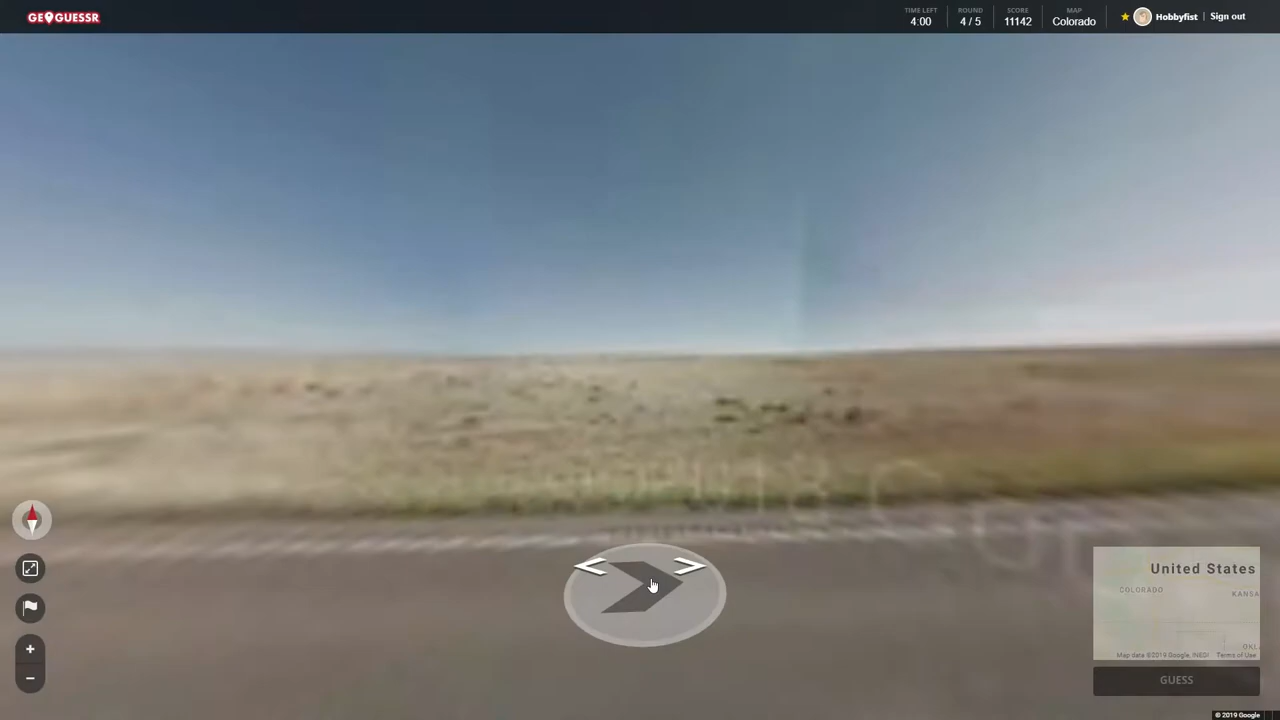 GEOGUESSR
TIME LEFT
4:00
ROUND
4 / 5
SCORE
11142
MAP
Colorado
Hobbyfist
Sign out
United States
COLORADO
KANSA
Map data ©2019 Google, INEGI
Terms of Use
GUESS
© 2019 Google